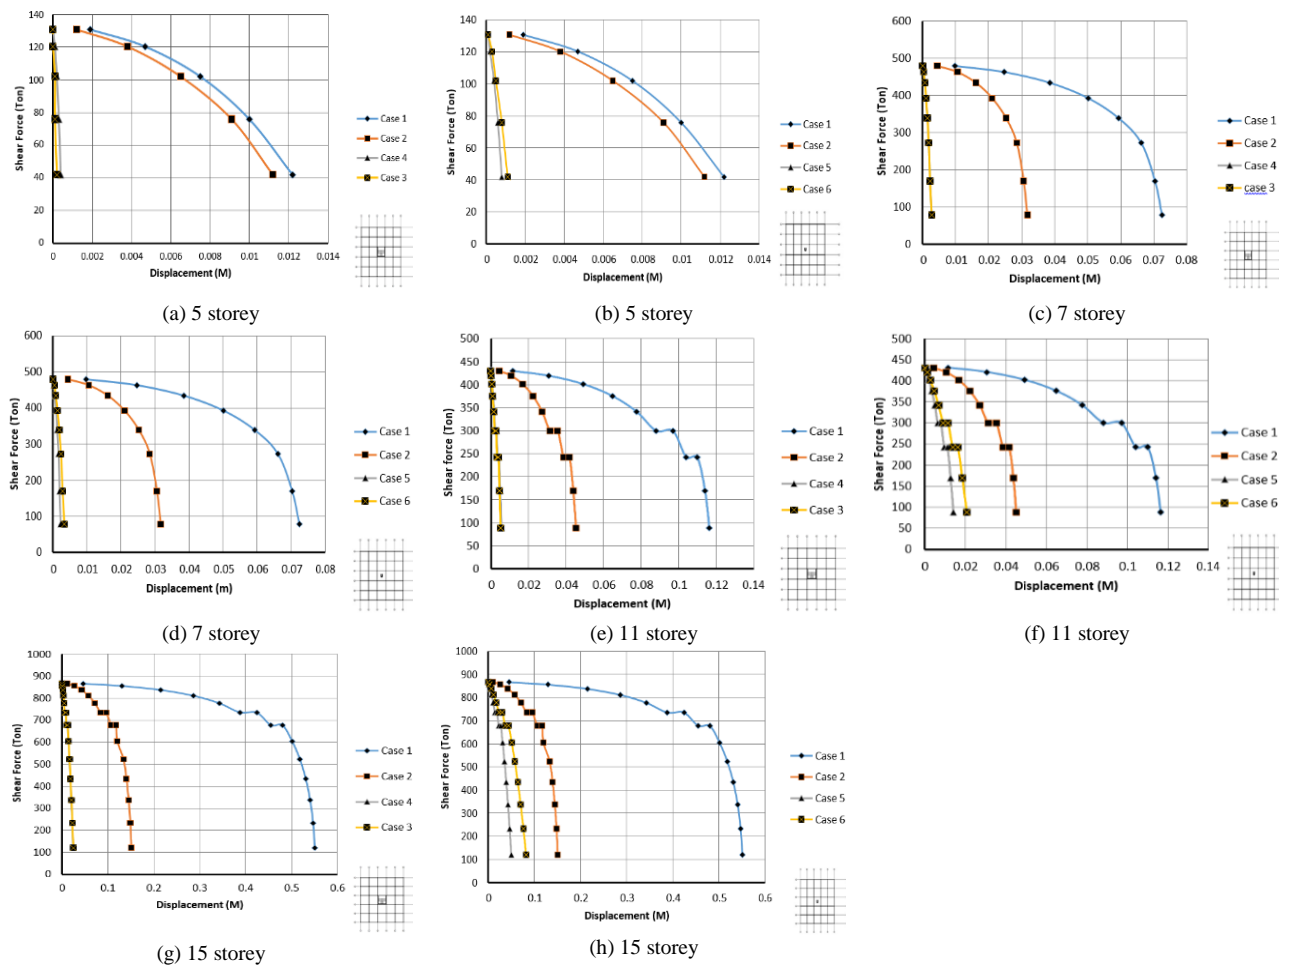 140
120
100
80
60
40
20
0
Shear Force (Ton)
0 0.002 0.004 0.006 0.008 0.01 0.012 0.014
Displacement (M)
Case 1
Case 2
Case 4
Case 3
(a) 5 storey
140
120
100
80
60
40
20
0
Shear Force (Ton)
0 0.002 0.004 0.006 0.008 0.01 0.012 0.014
Displacement (M)
Case 1
Case 2
Case 5
Case 6
(b) 5 storey
600
500
400
300
200
100
0
Shear Force (Ton)
0 0.01 0.02 0.03 0.04 0.05 0.06 0.07 0.08
Displacement (M)
Case 1
Case 2
Case 4
case 3
(c) 7 storey
600
500
400
300
200
100
0
Shear Force (Ton)
0 0.01 0.02 0.03 0.04 0.05 0.06 0.07 0.08
Displacement (m)
Case 1
Case 2
Case 5
Case 6
(d) 7 storey
500
450
400
350
300
250
200
150
100
50
0
Shear force (Ton)
0 0.02 0.04 0.06 0.08 0.1 0.12 0.14
Displacement (M)
Case 1
Case 2
Case 4
Case 3
(e) 11 storey
500
450
400
350
300
250
200
150
100
50
0
Shear Force (Ton)
0 0.02 0.04 0.06 0.08 0.1 0.12 0.14
Displacement (M)
Case 1
Case 2
Case 5
Case 6
(f) 11 storey
1000
900
800
700
600
500
400
300
200
100
0
Shear Force (Ton)
0 0.1 0.2 0.3 0.4 0.5 0.6
Displacement (M)
Case 1
Case 2
Case 4
Case 3
(g) 15 storey
1000
900
800
700
600
500
400
300
200
100
0
Shear Force (Ton)
0 0.1 0.2 0.3 0.4 0.5 0.6
Displacement (M)
Case 1
Case 2
Case 5
Case 6
(h) 15 storey